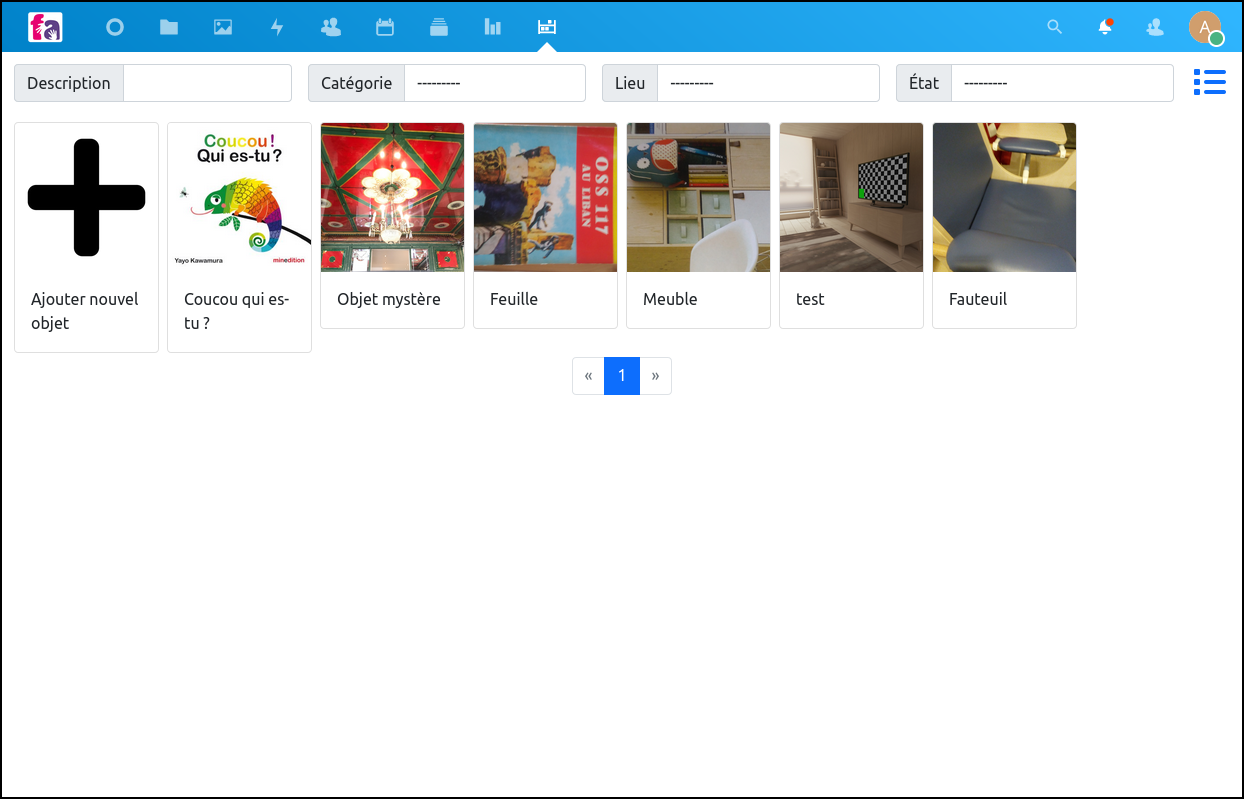 fa
A
Description
Catégorie
---------
Lieu
---------
État
---------
Coucou !
Qui es-tu ?
Yayo Kawamura
minedition
OSS 117
AU LIBAN
Ajouter nouvel
objet
Coucou qui es-
tu ?
Objet mystère
Feuille
Meuble
test
Fauteuil
«
1
»